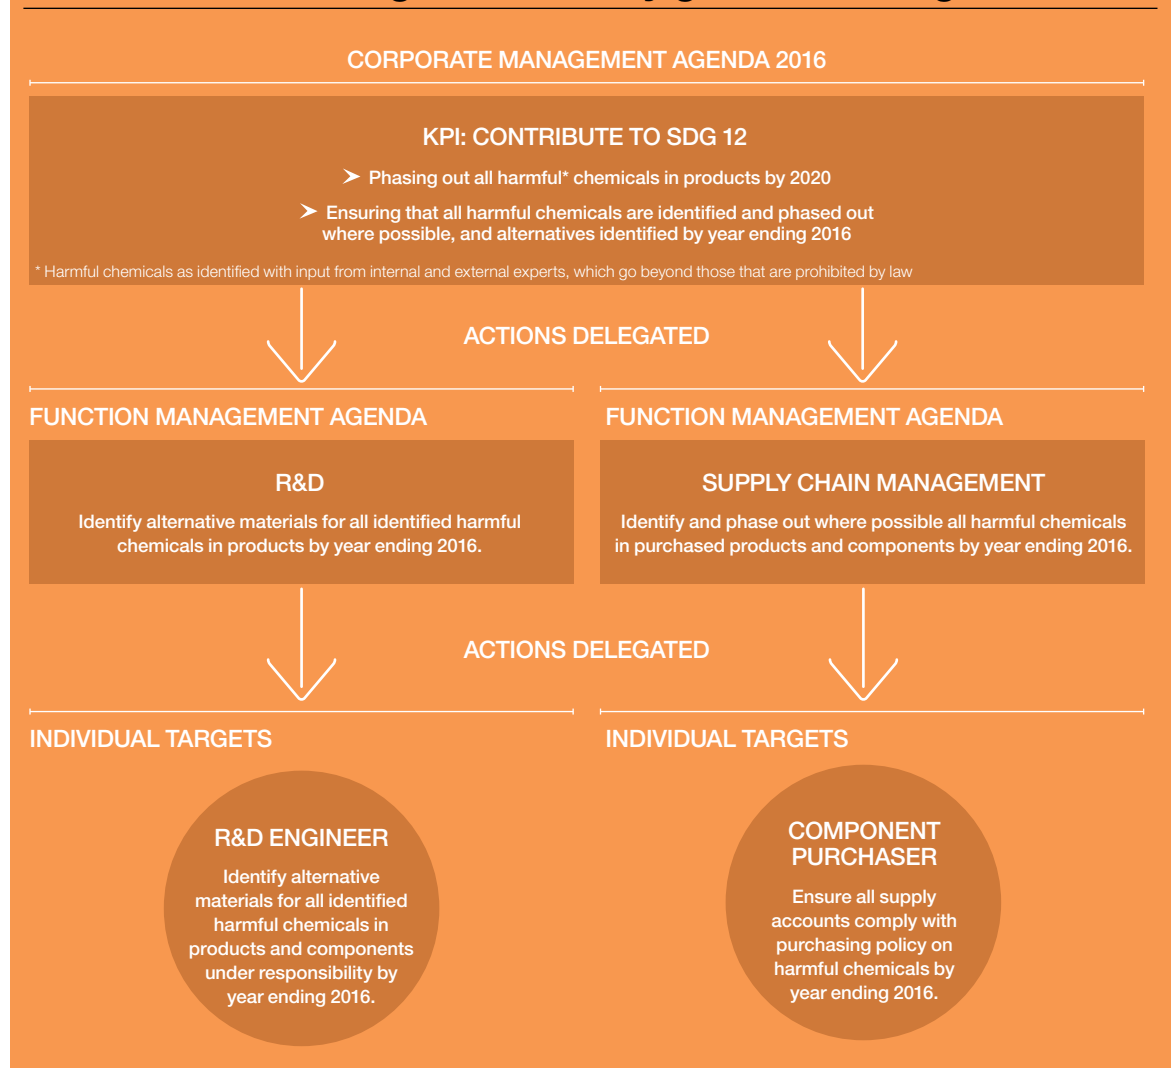 CORPORATE MANAGEMENT AGENDA 2016
KPI: CONTRIBUTE TO SDG 12
➤ Phasing out all harmful* chemicals in products by 2020
➤ Ensuring that all harmful chemicals are identified and phased out
where possible, and alternatives identified by year ending 2016
* Harmful chemicals as identified with input from internal and external experts, which go beyond those that are prohibited by law
ACTIONS DELEGATED
FUNCTION MANAGEMENT AGENDA
R&D
Identify alternative materials for all identified harmful
chemicals in products by year ending 2016.
FUNCTION MANAGEMENT AGENDA
SUPPLY CHAIN MANAGEMENT
Identify and phase out where possible all harmful chemicals
in purchased products and components by year ending 2016.
ACTIONS DELEGATED
INDIVIDUAL TARGETS
R&D ENGINEER
Identify alternative
materials for all identified
harmful chemicals in
products and components
under responsibility by
year ending 2016.
INDIVIDUAL TARGETS
COMPONENT
PURCHASER
Ensure all supply
accounts comply with
purchasing policy on
harmful chemicals by
year ending 2016.